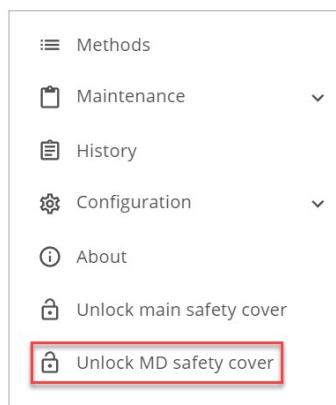 Methods
Maintenance
History
Configuration
About
Unlock main safety cover
Unlock MD safety cover